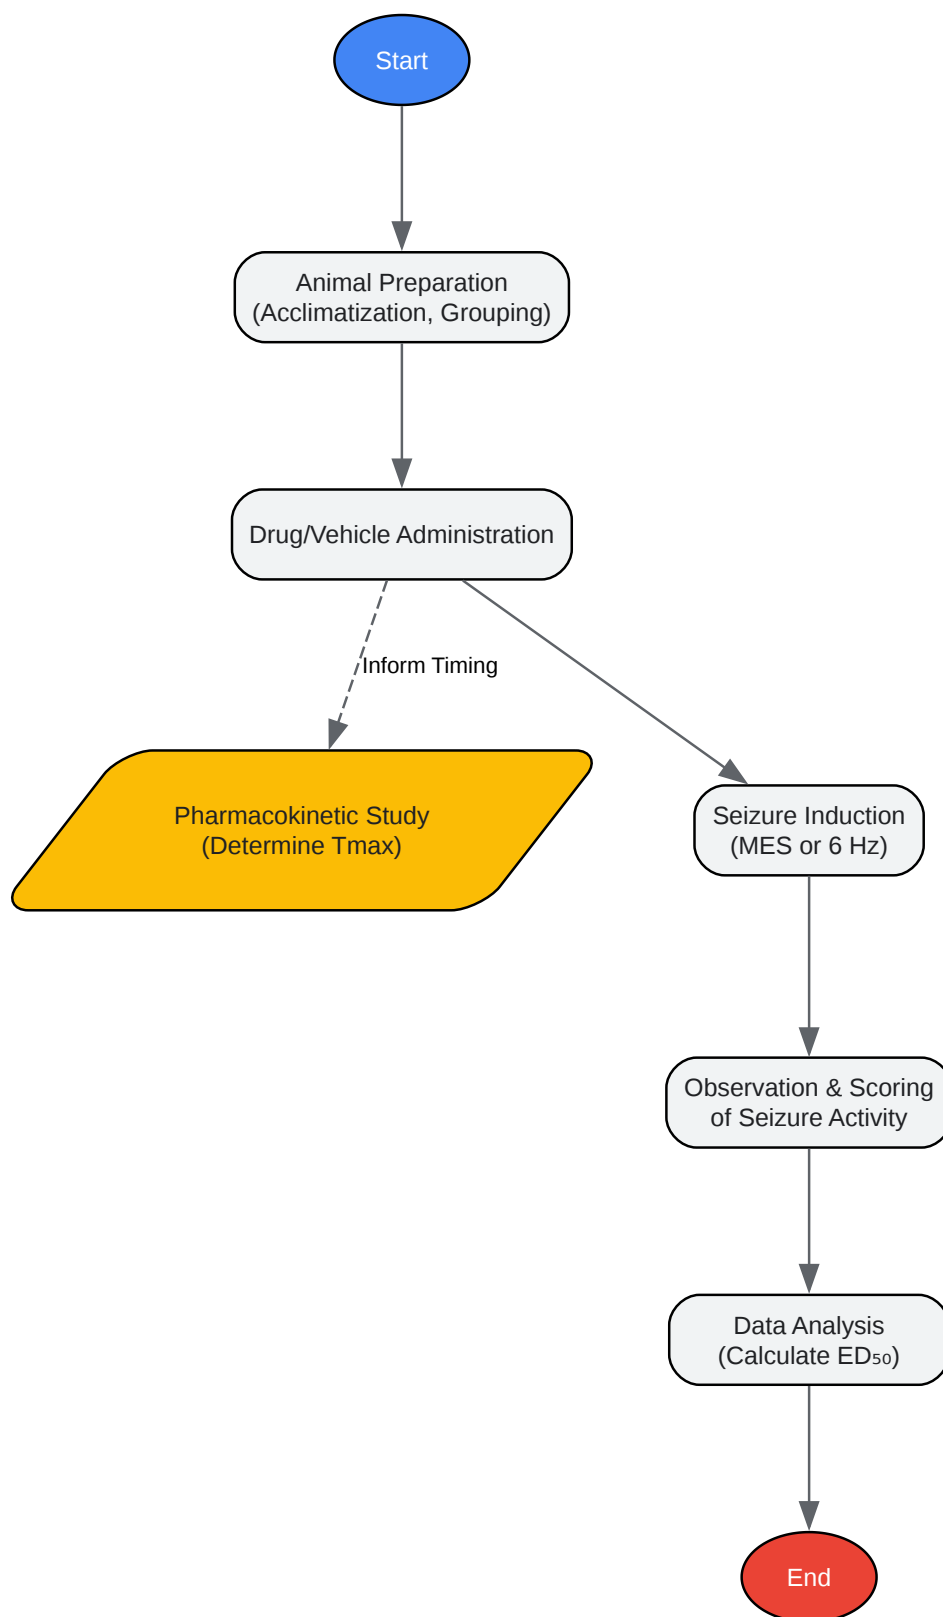 Start
Animal Preparation
(Acclimatization, Grouping)
Drug/Vehicle Administration
Inform Timing
Pharmacokinetic Study
(Determine Tmax)
Seizure Induction
(MES or 6 Hz)
Observation & Scoring
of Seizure Activity
Data Analysis
(Calculate ED₅₀)
End